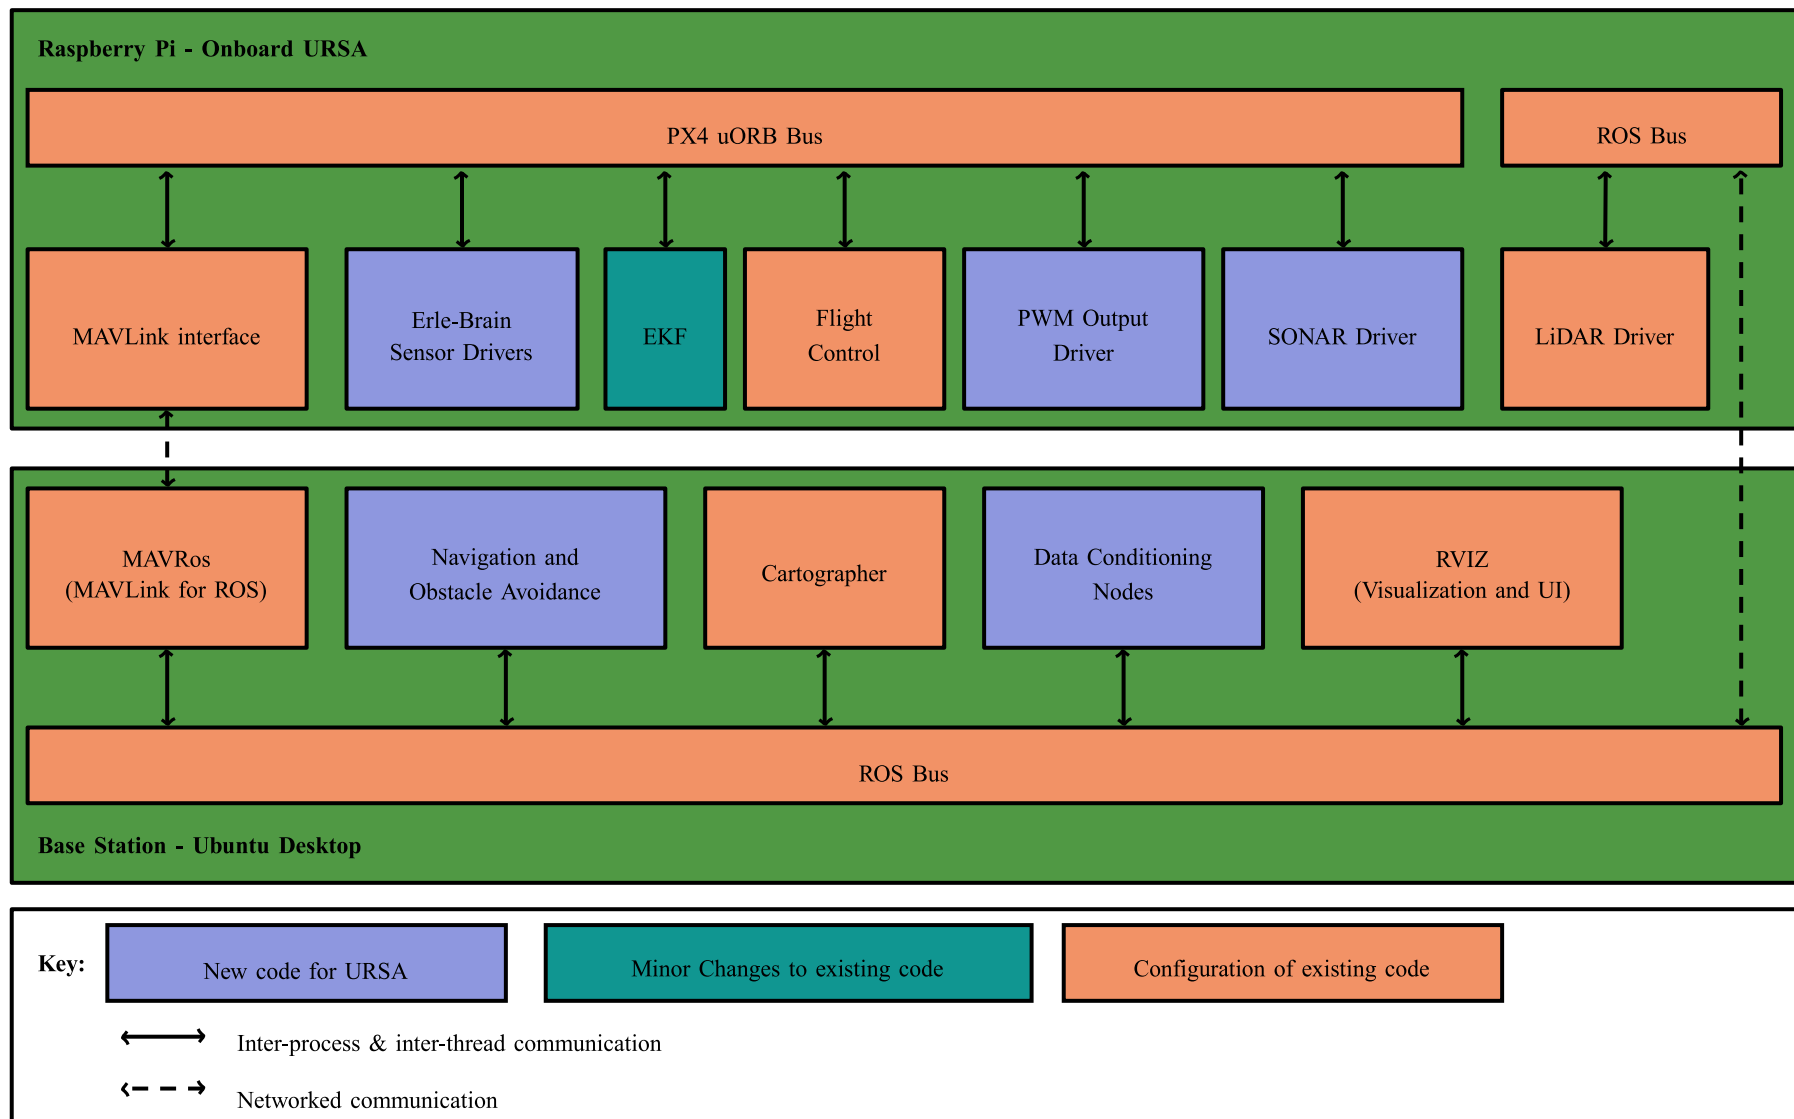 Raspberry Pi - Onboard URSA
PX4 uORB Bus
ROS Bus
MAVLink interface
Erle-Brain
Sensor Drivers
EKF
Flight
Control
PWM Output
Driver
SONAR Driver
LiDAR Driver
MAVRos
(MAVLink for ROS)
Navigation and
Obstacle Avoidance
Cartographer
Data Conditioning
Nodes
RVIZ
(Visualization and UI)
ROS Bus
Base Station - Ubuntu Desktop
Key:
New code for URSA
Minor Changes to existing code
Configuration of existing code
Inter-process & inter-thread communication
Networked communication